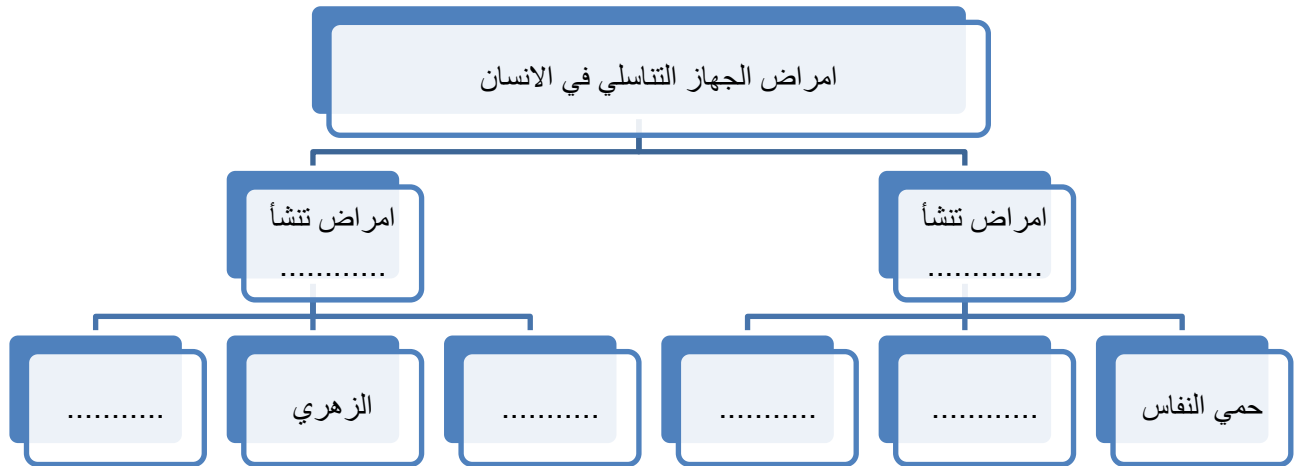 امراض الجهاز التناسلي في الانسان
امراض تنشأ
.............
امراض تنشأ
............
حمي النفاس
............
...........
...........
الزهري
...........